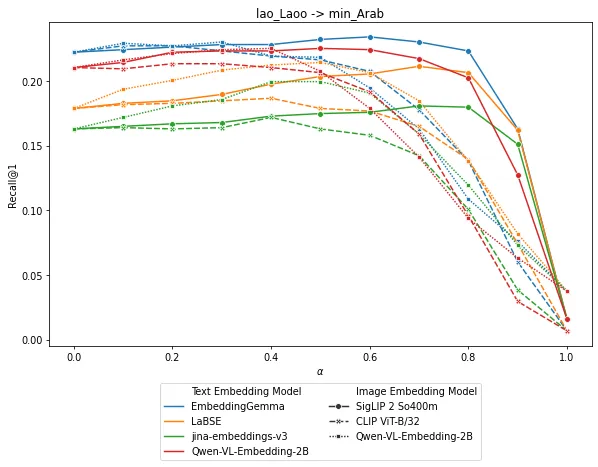 lao_Laoo -> min_Arab
Recall@1
0.20
0.15
0.10
0.05
0.00
0.0 0.2 0.4 0.6 0.8 1.0
α
Text Embedding Model
EmbeddingGemma
LaBSE
jina-embeddings-v3
Qwen-VL-Embedding-2B
Image Embedding Model
SigLIP 2 So400m
CLIP ViT-B/32
Qwen-VL-Embedding-2B